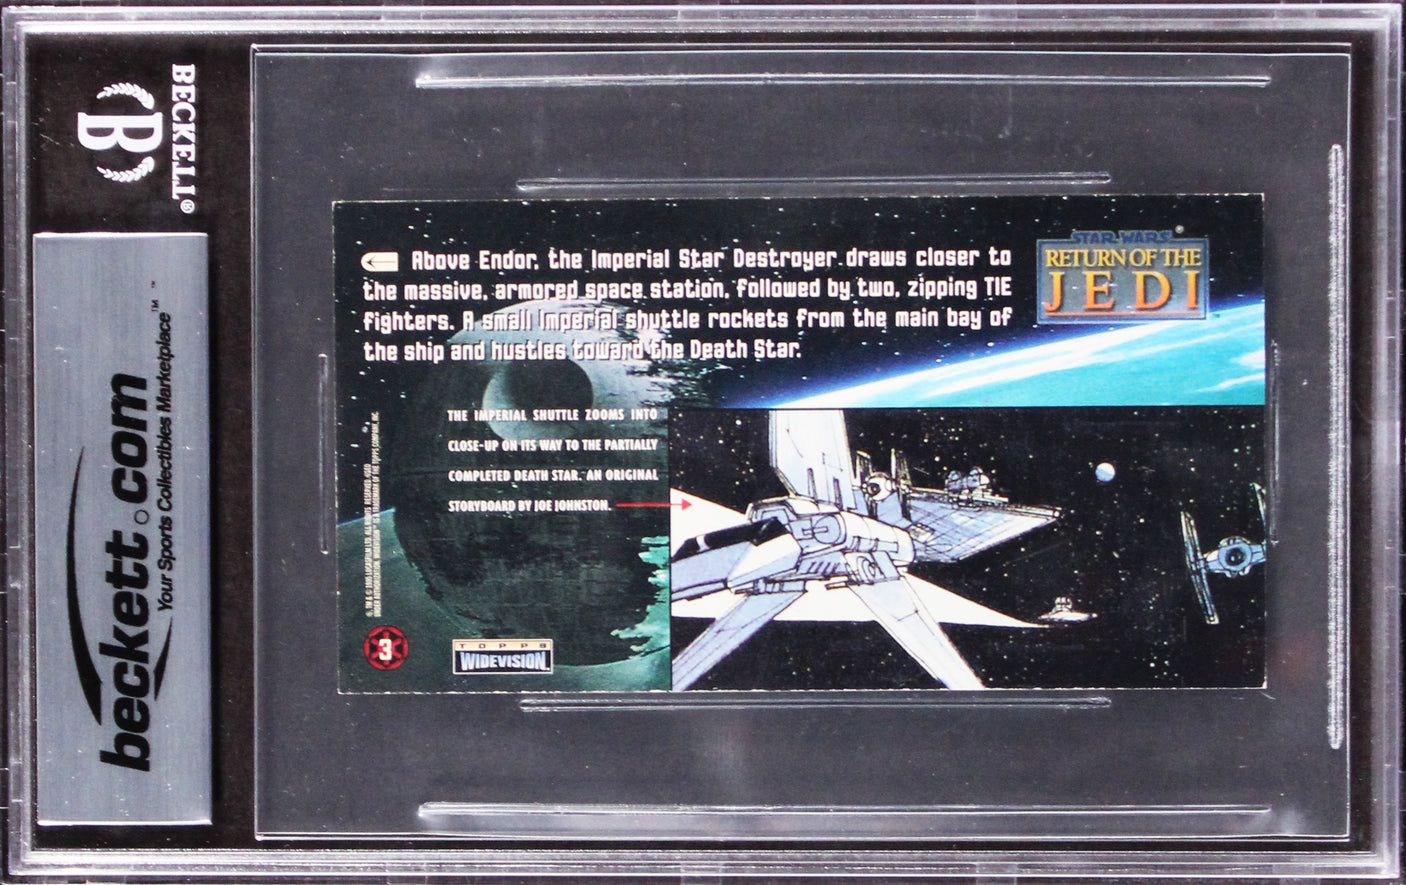 BECKETT®
B
beckett.com™
Your Sports Collectibles Marketplace™
Above Endor, the Imperial Star Destroyer draws closer to
the massive, armored space station, followed by two, zipping TIE
fighters. A small Imperial shuttle rockets from the main bay of
the ship and hustles toward the Death Star.
STAR WARS®
RETURN OF THE
JEDI
THE IMPERIAL SHUTTLE ZOOMS INTO
CLOSE-UP ON ITS WAY TO THE PARTIALLY
COMPLETED DEATH STAR. AN ORIGINAL
STORYBOARD BY JOE JOHNSTON.
3
TOPPS
WIDEVISION